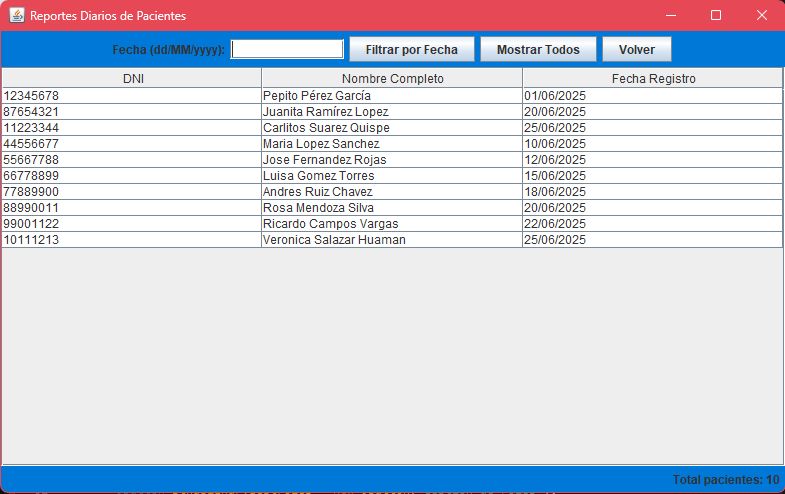 Reportes Diarios de Pacientes
Fecha (dd/MM/yyyy): Filtrar por Fecha Mostrar Todos Volver
DNI Nombre Completo Fecha Registro
12345678 Pepito Pérez García 01/06/2025
87654321 Juanita Ramírez Lopez 20/06/2025
11223344 Carlitos Suarez Quispe 25/06/2025
44556677 Maria Lopez Sanchez 10/06/2025
55667788 Jose Fernandez Rojas 12/06/2025
66778899 Luisa Gomez Torres 15/06/2025
77889900 Andres Ruiz Chavez 18/06/2025
88990011 Rosa Mendoza Silva 20/06/2025
99001122 Ricardo Campos Vargas 22/06/2025
10111213 Veronica Salazar Huaman 25/06/2025
Total pacientes: 10